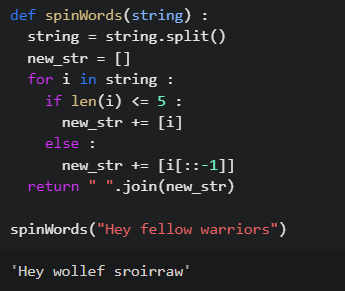 def spinWords(string) :
  string = string.split()
  new_str = []
  for i in string :
    if len(i) <= 5 :
      new_str += [i]
    else :
      new_str += [i[::-1]]
  return " ".join(new_str)

spinWords("Hey fellow warriors")
'Hey wollef sroirraw'